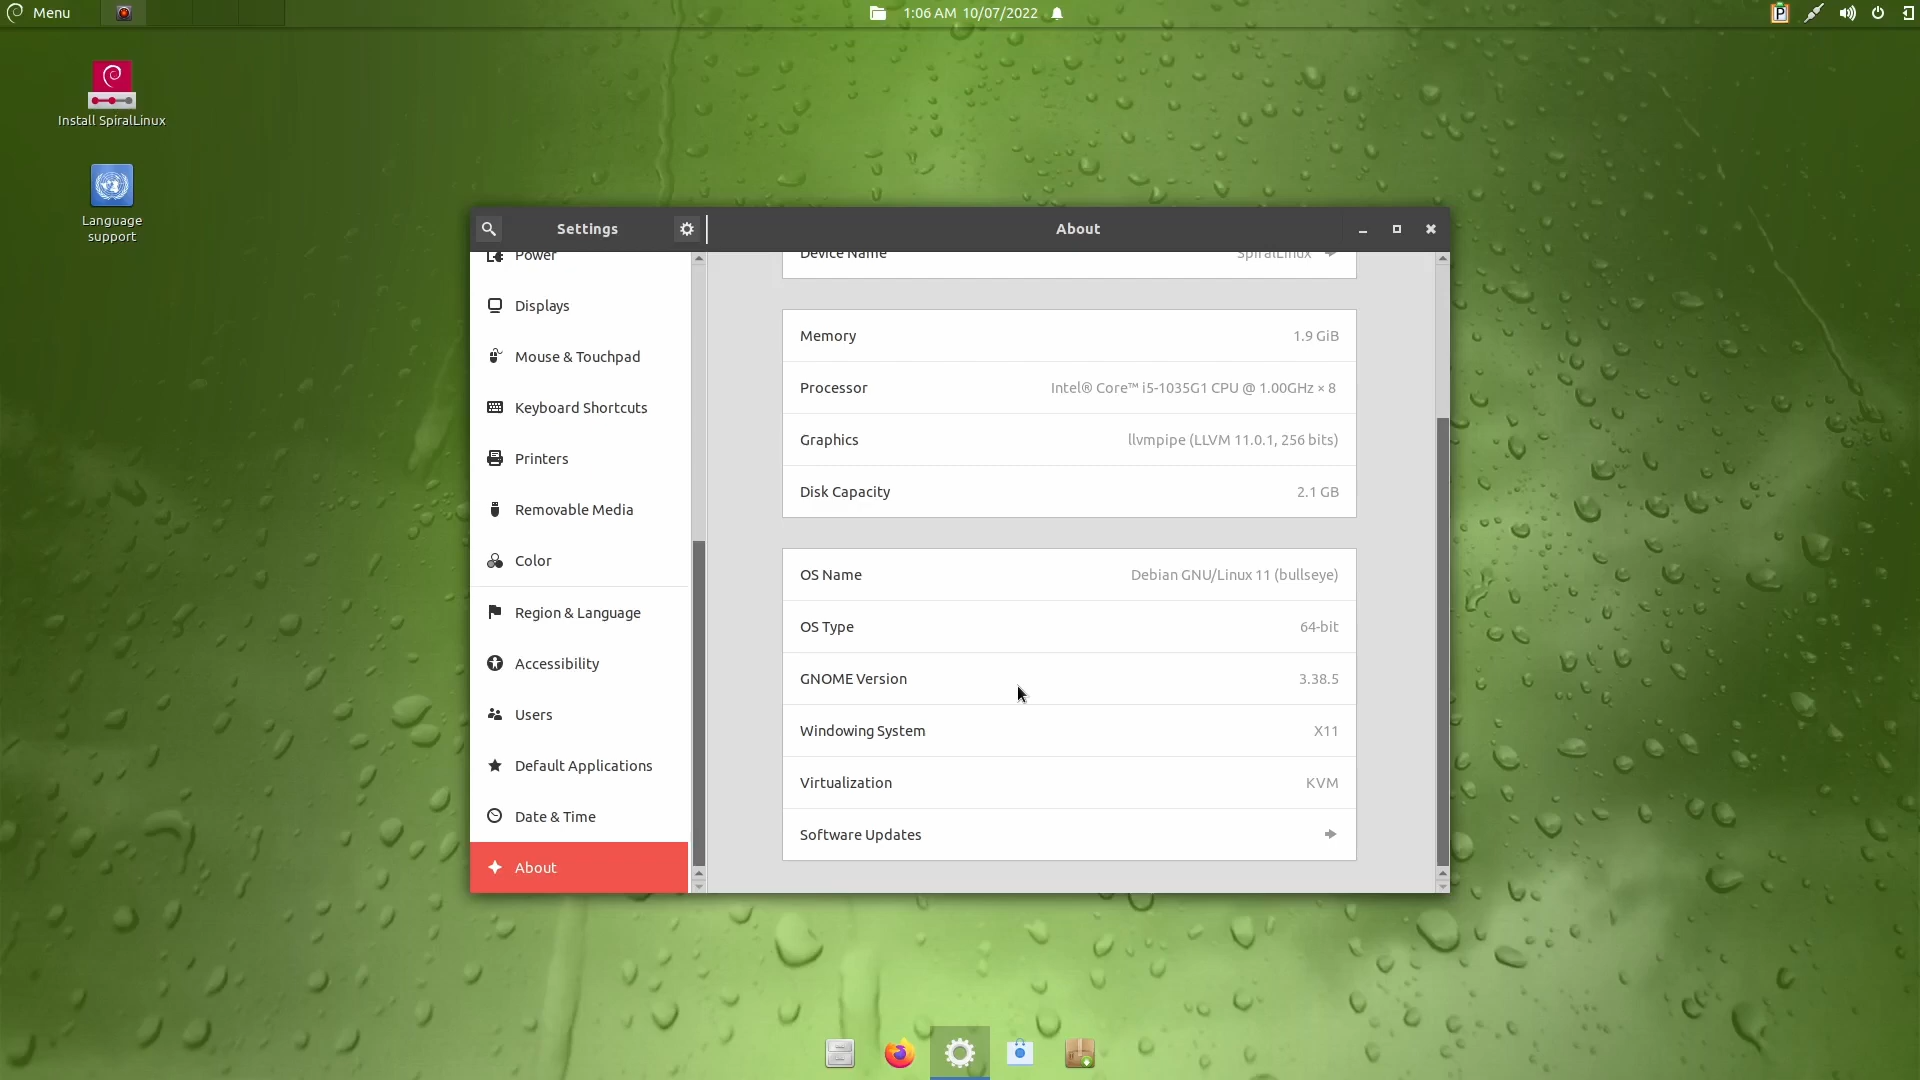 Menu
1:06 AM 10/07/2022
P
Install SpiralLinux
Language
support
Settings
About
Power
Displays
Mouse & Touchpad
Keyboard Shortcuts
Printers
Removable Media
Color
Region & Language
Accessibility
Users
Default Applications
Date & Time
About
Device Name SpiralLinux
Memory 1.9 GiB
Processor Intel® Core™ i5-1035G1 CPU @ 1.00GHz × 8
Graphics llvmpipe (LLVM 11.0.1, 256 bits)
Disk Capacity 2.1 GB
OS Name Debian GNU/Linux 11 (bullseye)
OS Type 64-bit
GNOME Version 3.38.5
Windowing System X11
Virtualization KVM
Software Updates